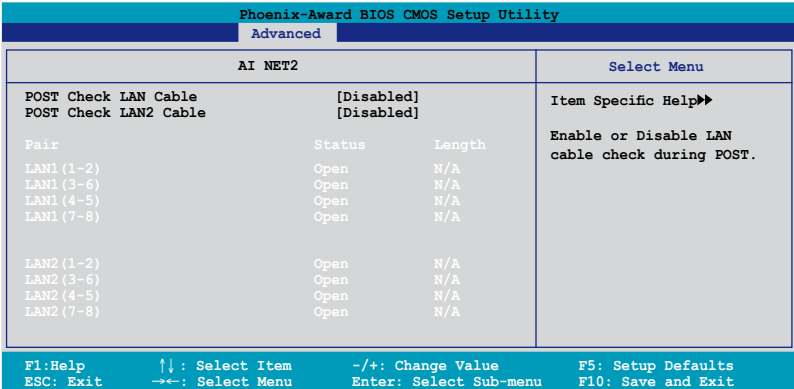 Phoenix-Award BIOS CMOS Setup Utility
Advanced
AI NET2
Select Menu
POST Check LAN Cable [Disabled]
POST Check LAN2 Cable [Disabled]
Pair Status Length
LAN1(1-2) Open N/A
LAN1(3-6) Open N/A
LAN1(4-5) Open N/A
LAN1(7-8) Open N/A
LAN2(1-2) Open N/A
LAN2(3-6) Open N/A
LAN2(4-5) Open N/A
LAN2(7-8) Open N/A
Item Specific Help►►
Enable or Disable LAN
cable check during POST.
F1:Help ↑↓: Select Item -/+: Change Value F5: Setup Defaults
ESC: Exit →←: Select Menu Enter: Select Sub-menu F10: Save and Exit